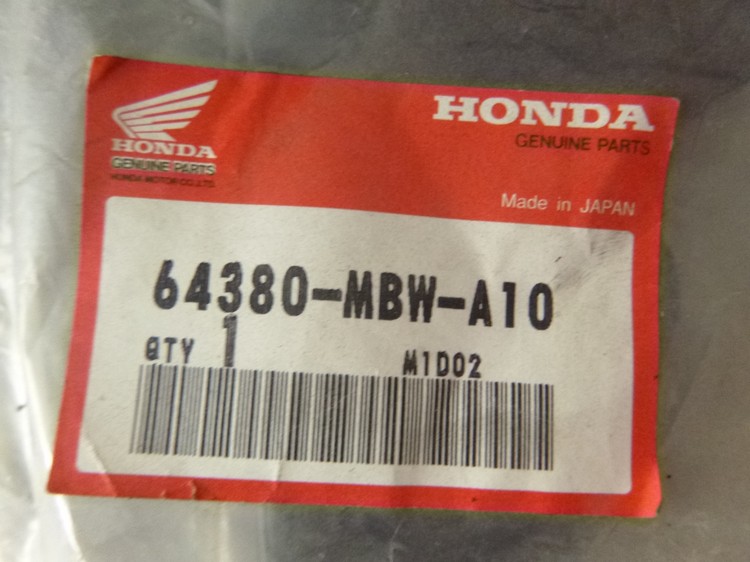 HONDA
GENUINE PARTS
HONDA MOTOR CO.,LTD.
HONDA
GENUINE PARTS
Made in JAPAN
64380-MBW-A10
QTY 1
M1D02